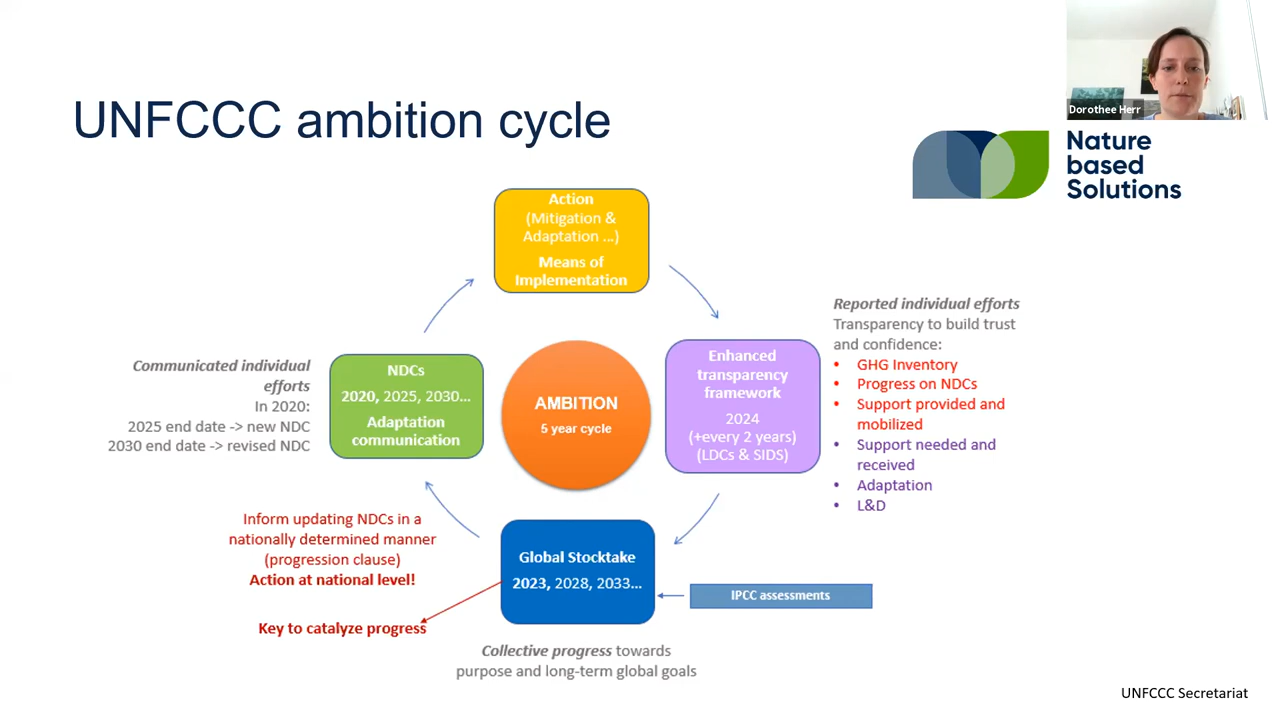 Dorothee Herr
UNFCCC ambition cycle
Nature
based
Solutions
Action
(Mitigation &
Adaptation ...)
Means of
Implementation
Reported individual efforts
Transparency to build trust
and confidence:
• GHG Inventory
• Progress on NDCs
• Support provided and
mobilized
• Support needed and
received
• Adaptation
• L&D
Enhanced
transparency
framework
2024
(+every 2 years)
(LDCs & SIDS)
AMBITION
5 year cycle
NDCs
2020, 2025, 2030...
Adaptation
communication
Communicated individual
efforts
In 2020:
2025 end date -> new NDC
2030 end date -> revised NDC
Inform updating NDCs in a
nationally determined manner
(progression clause)
Action at national level!
Key to catalyze progress
Global Stocktake
2023, 2028, 2033...
IPCC assessments
Collective progress towards
purpose and long-term global goals
UNFCCC Secretariat